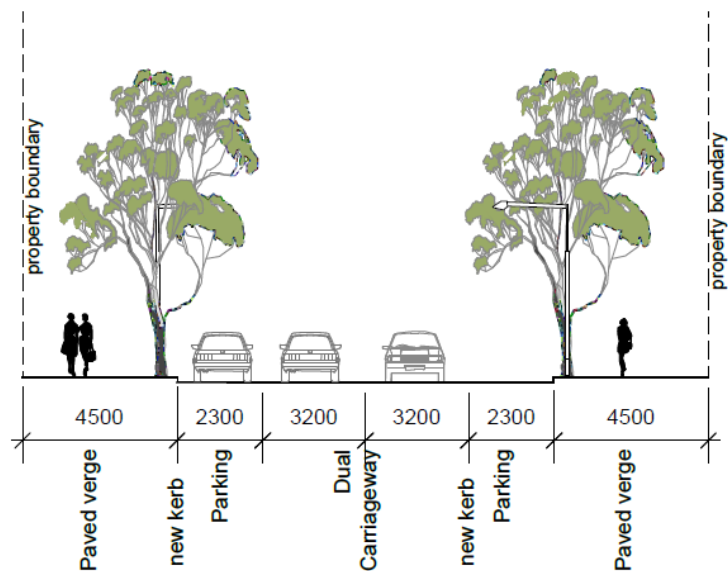 property boundary
property boundary
4500
2300
3200
3200
2300
4500
Paved verge
new kerb
Parking
Dual
Carriageway
new kerb
Parking
Paved verge